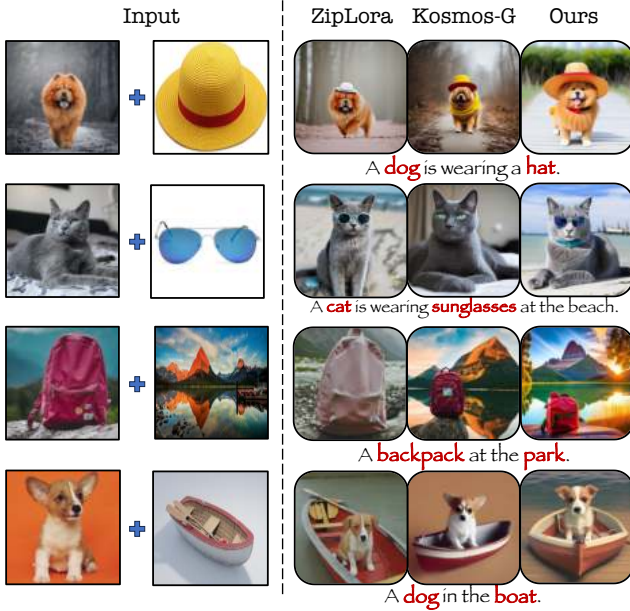 Input
ZipLora Kosmos-G Ours
A dog is wearing a hat.
A cat is wearing sunglasses at the beach.
A backpack at the park.
A dog in the boat.